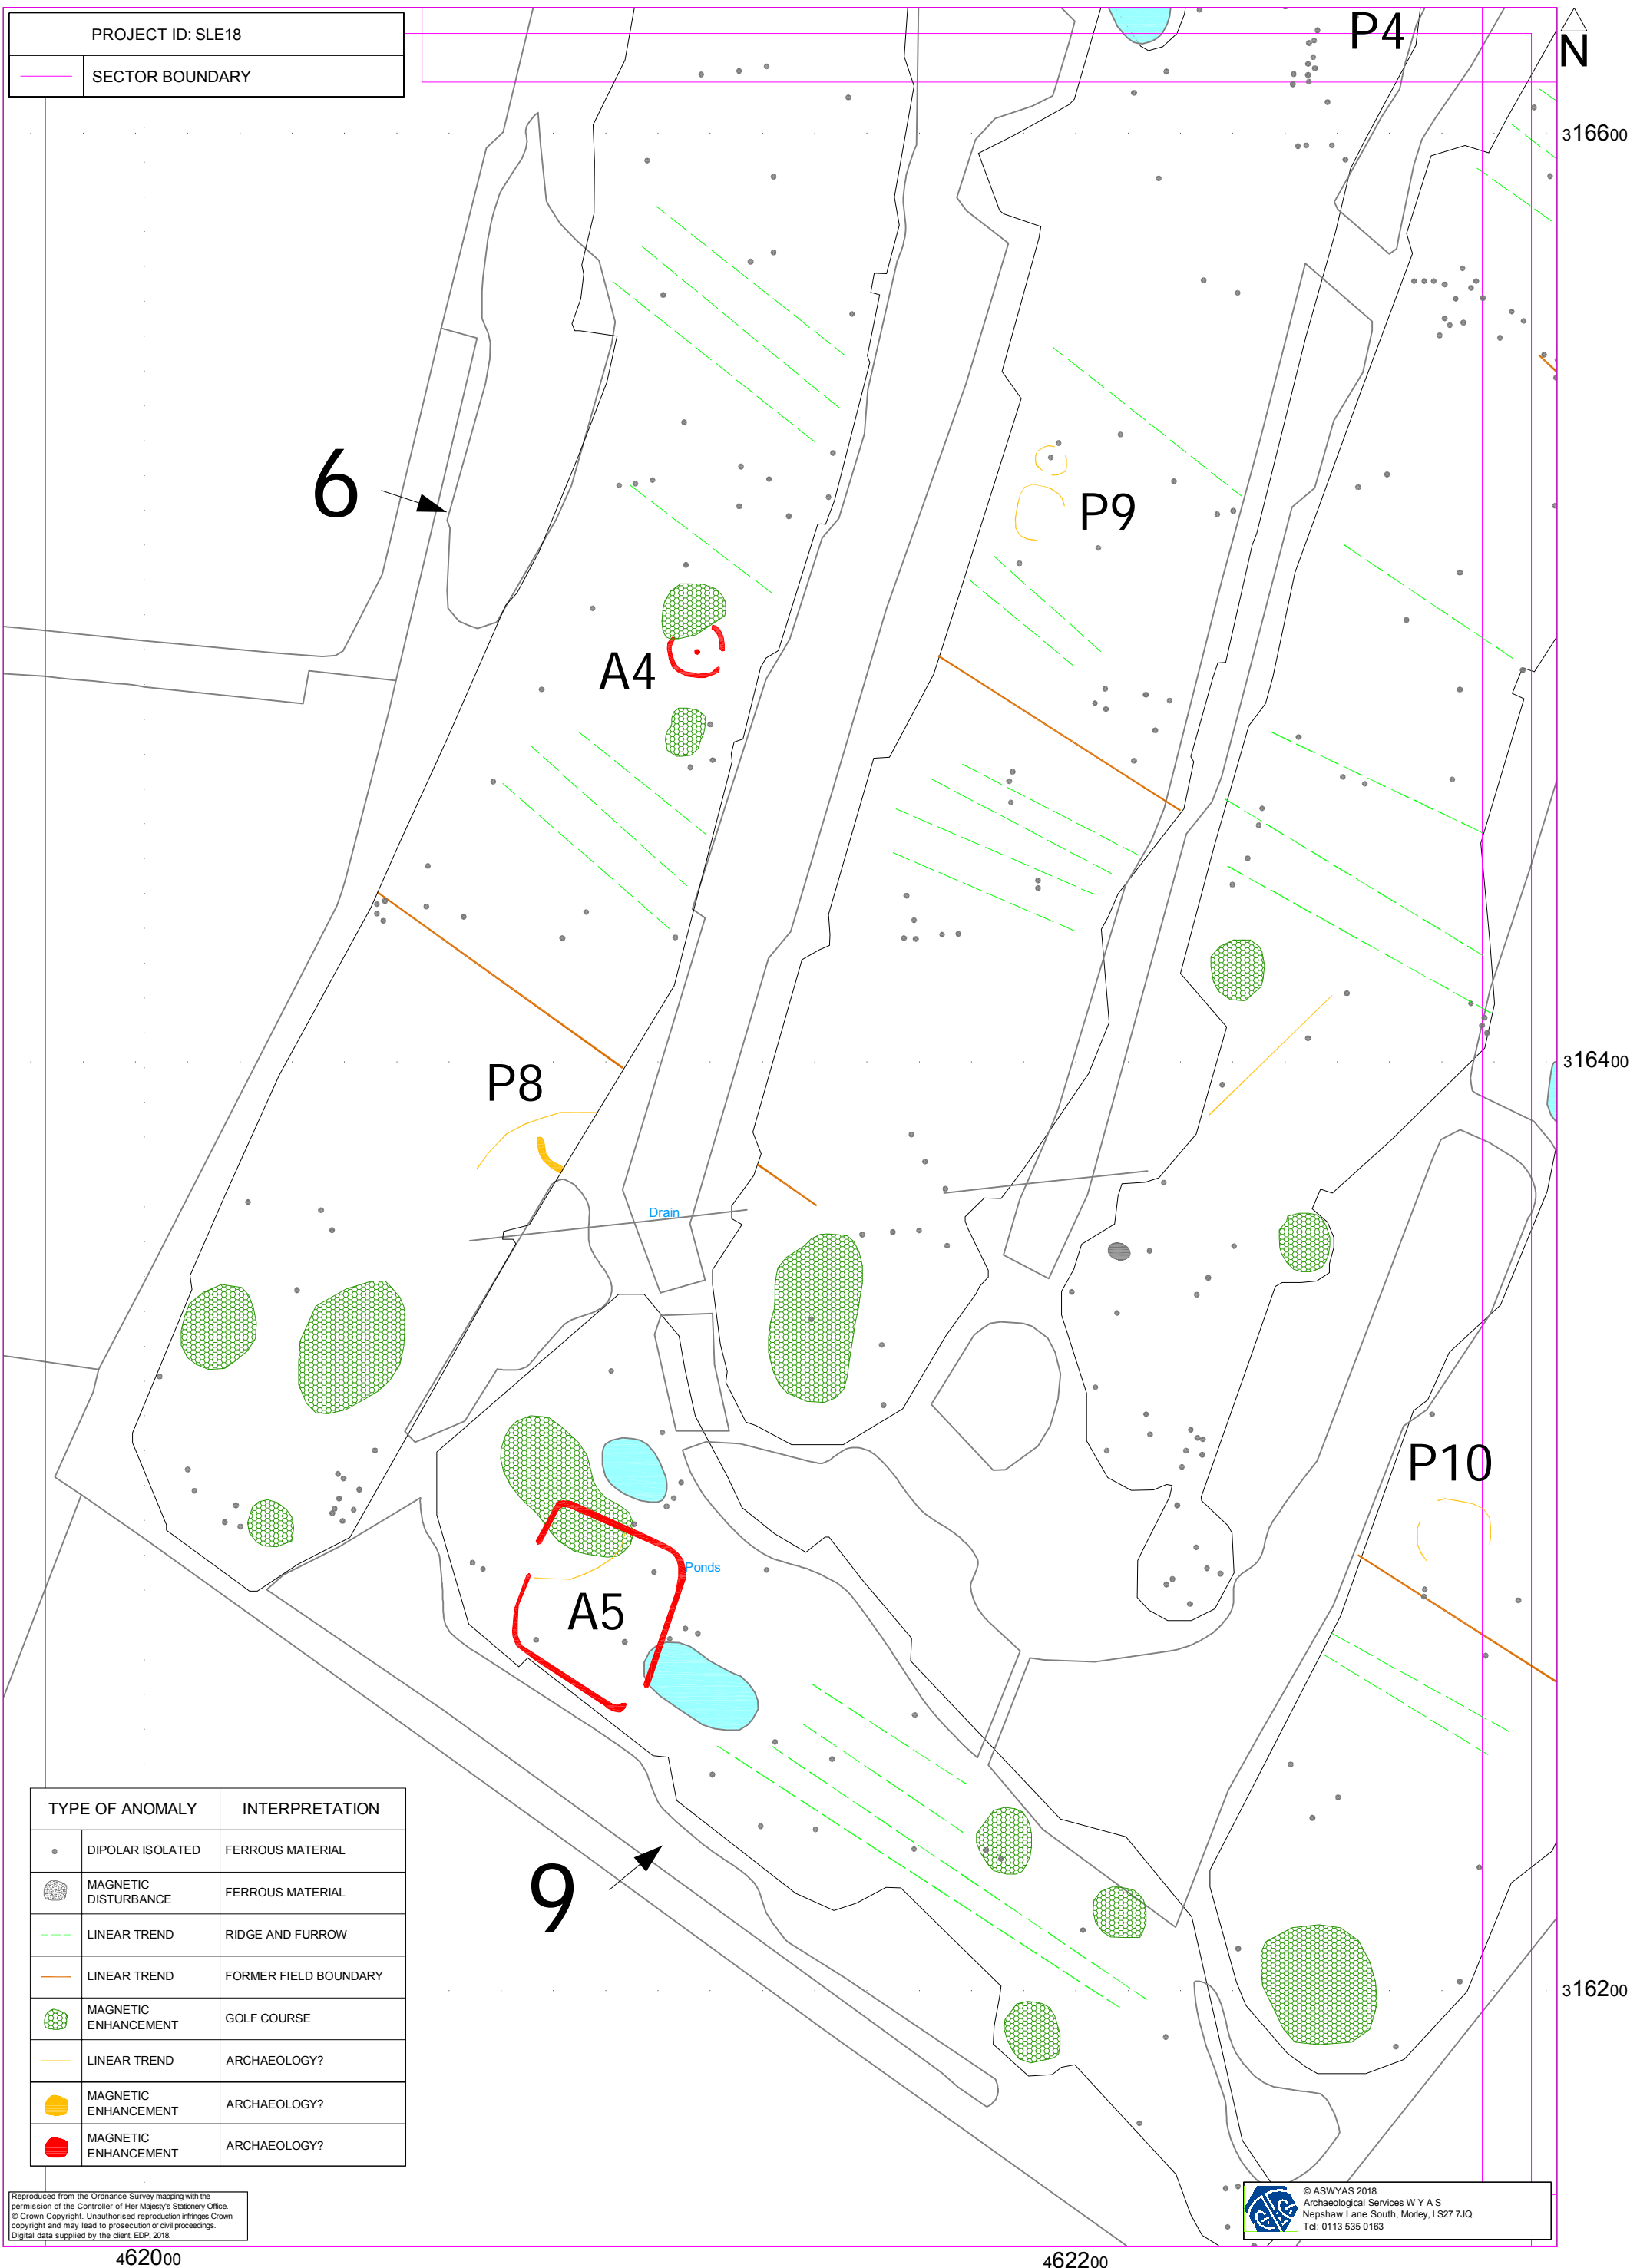 PROJECT ID: SLE18
SECTOR BOUNDARY
P4
N
316600
6
P9
A4
316400
P8
Drain
P10
Ponds
A5
9
TYPE OF ANOMALY INTERPRETATION
DIPOLAR ISOLATED FERROUS MATERIAL
MAGNETIC
DISTURBANCE FERROUS MATERIAL
LINEAR TREND RIDGE AND FURROW
LINEAR TREND FORMER FIELD BOUNDARY
MAGNETIC
ENHANCEMENT GOLF COURSE
LINEAR TREND ARCHAEOLOGY?
MAGNETIC
ENHANCEMENT ARCHAEOLOGY?
MAGNETIC
ENHANCEMENT ARCHAEOLOGY?
316200
Reproduced from the Ordnance Survey mapping with the
permission of the Controller of Her Majesty's Stationery Office.
© Crown Copyright. Unauthorised reproduction infringes Crown
copyright and may lead to prosecution or civil proceedings.
Digital data supplied by the client, EDP, 2018.
© ASWYAS 2018.
Archaeological Services W Y A S
Nepshaw Lane South, Morley, LS27 7JQ
Tel: 0113 535 0163
462000
462200